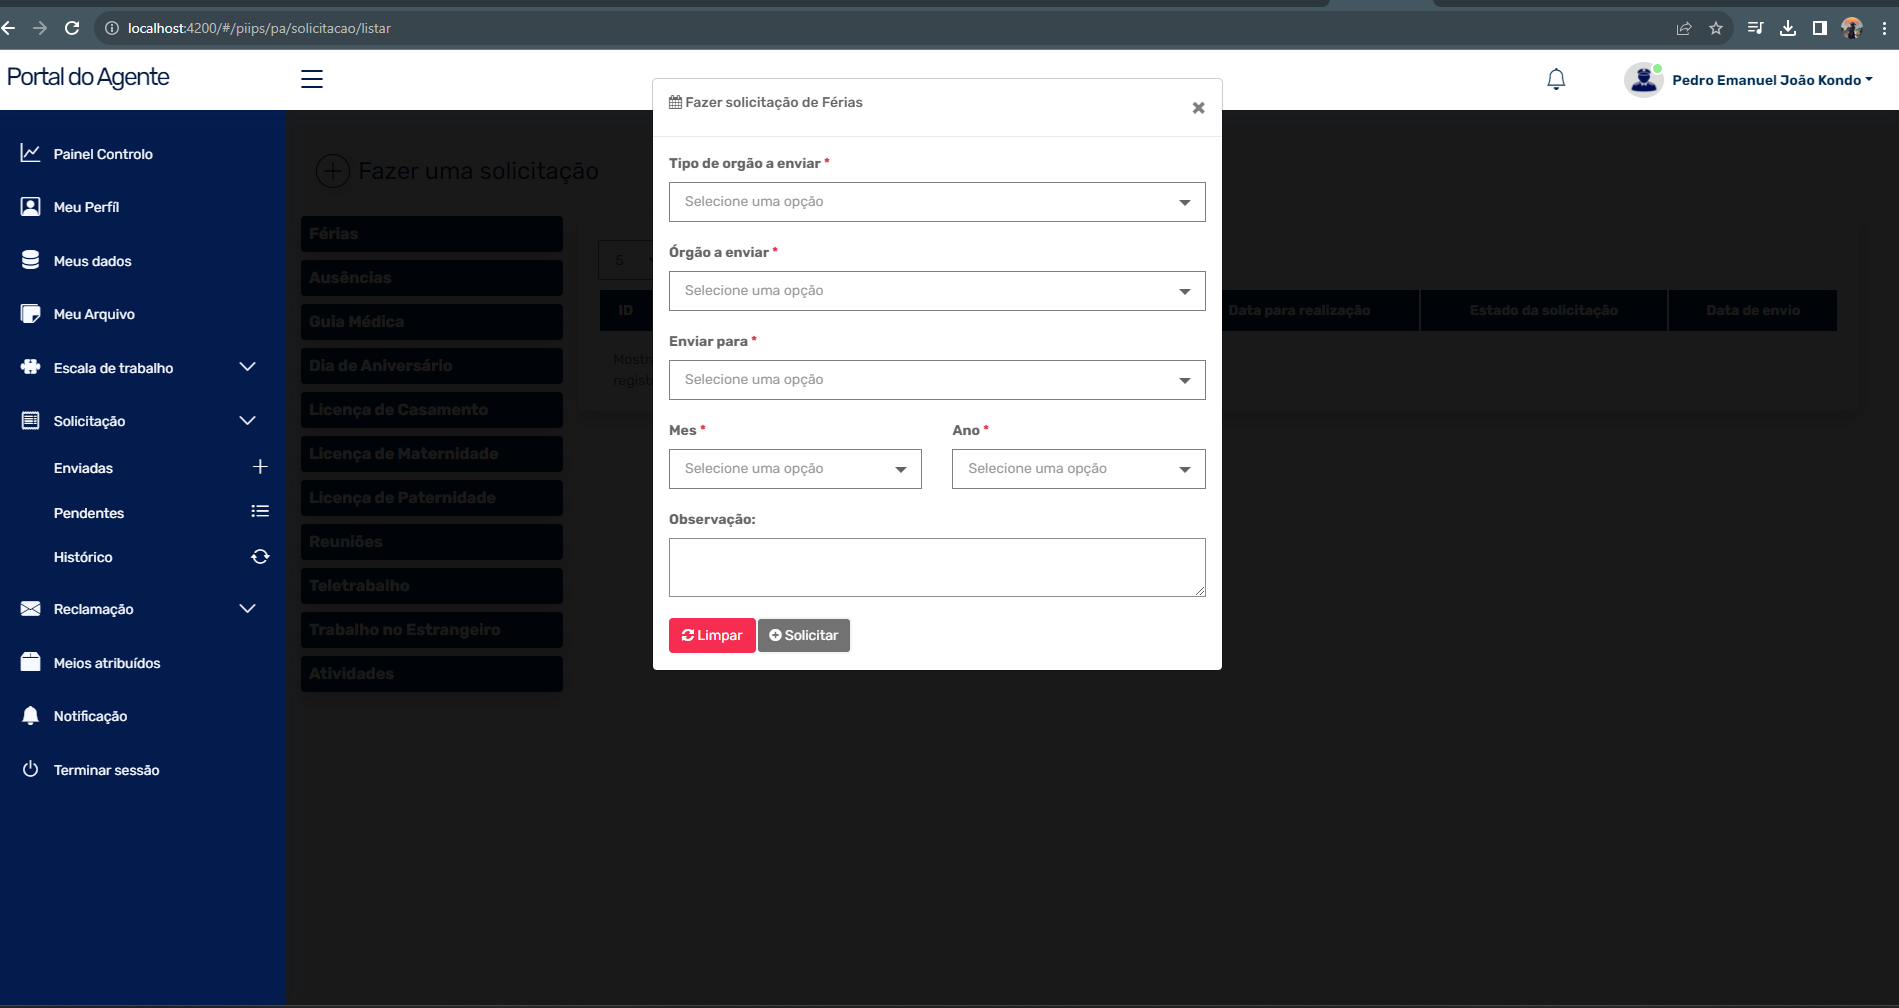 localhost:4200/#/piips/pa/solicitacao/listar
Portal do Agente
Pedro Emanuel João Kondo
Painel Controlo
Meu Perfíl
Meus dados
Meu Arquivo
Escala de trabalho
Solicitação
Enviadas
Pendentes
Histórico
Reclamação
Meios atribuídos
Notificação
Terminar sessão
Fazer uma solicitação
Férias
Ausências
Guia Médica
Dia de Aniversário
Licença de Casamento
Licença de Maternidade
Licença de Paternidade
Reuniões
Teletrabalho
Trabalho no Estrangeiro
Atividades
5
ID
Data para realização
Estado da solicitação
Data de envio
Fazer solicitação de Férias
Tipo de orgão a enviar *
Selecione uma opção
Órgão a enviar *
Selecione uma opção
Enviar para *
Selecione uma opção
Mes *
Ano *
Selecione uma opção
Selecione uma opção
Observação:
Limpar
Solicitar